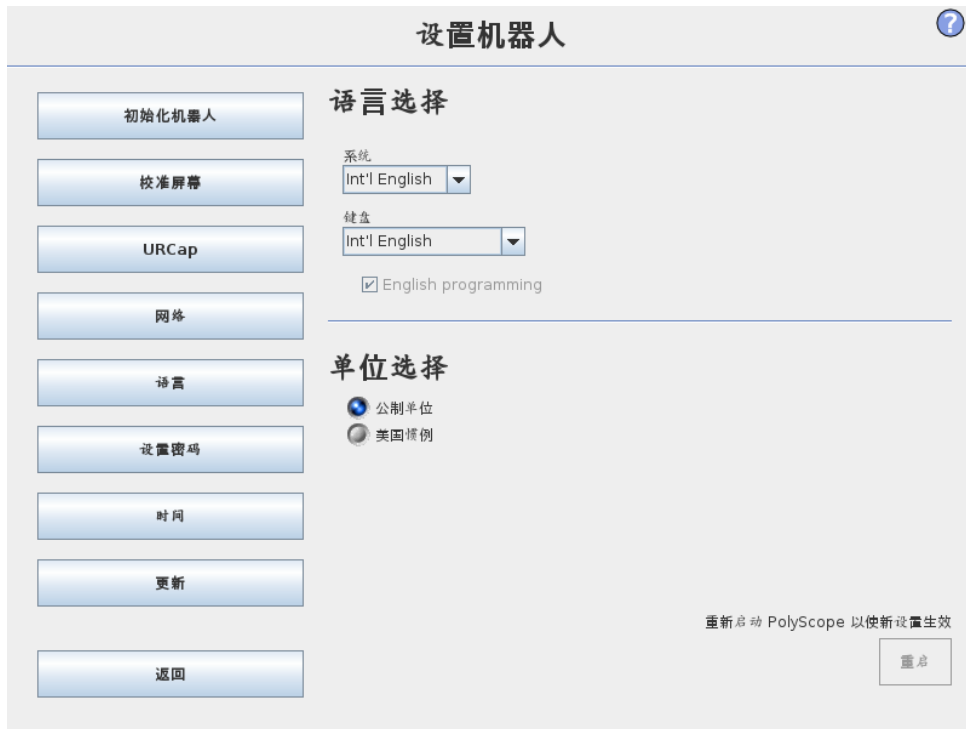 设置机器人
?
初始化机器人
校准屏幕
URCap
网络
语言
设置密码
时间
更新
返回
语言选择
系统
Int'l English
键盘
Int'l English
English programming
单位选择
公制单位
美国惯例
重新启动 PolyScope 以使新设置生效
重启